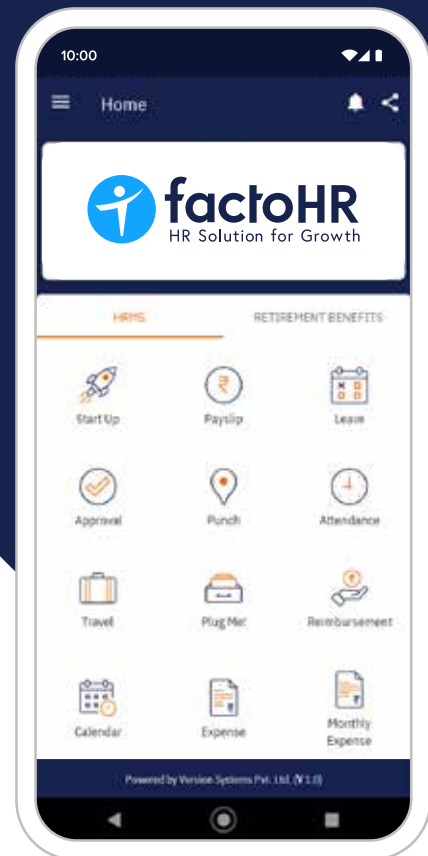 10:00
Home
factoHR
HR Solution for Growth
HRMS
RETIREMENT BENEFITS
Start Up
Payslip
Leave
Approval
Punch
Attendance
Travel
Plug Me!
Reimbursement
Calendar
Expense
Monthly
Expense
Powered by Version Systems Pvt. Ltd. (V 1.0)